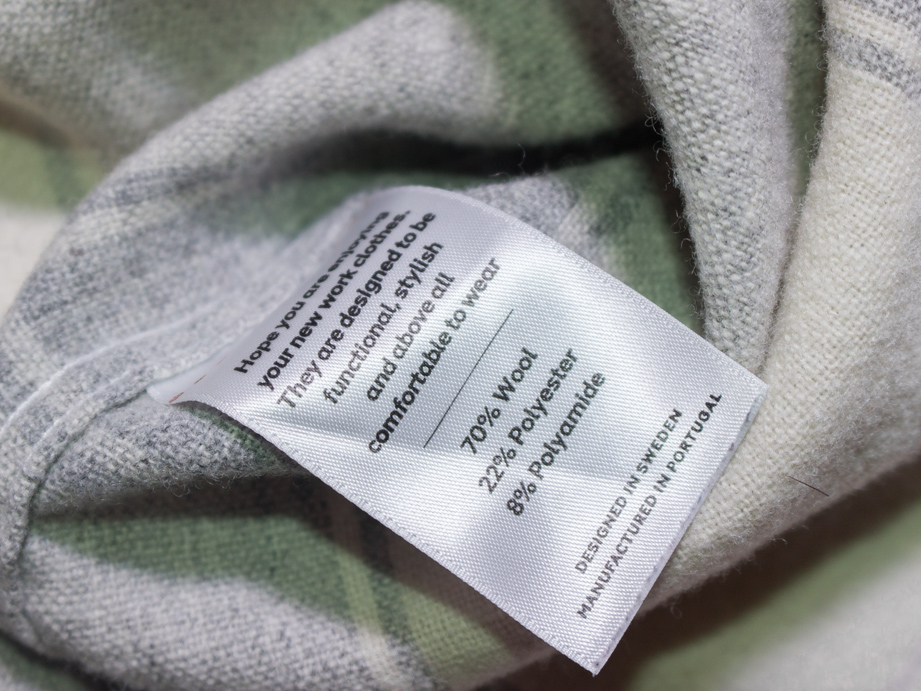 Hope you are enjoying
your new work clothes.
They are designed to be
functional, stylish
and above all
comfortable to wear
70% Wool
22% Polyester
8% Polyamide
DESIGNED IN SWEDEN
MANUFACTURED IN PORTUGAL